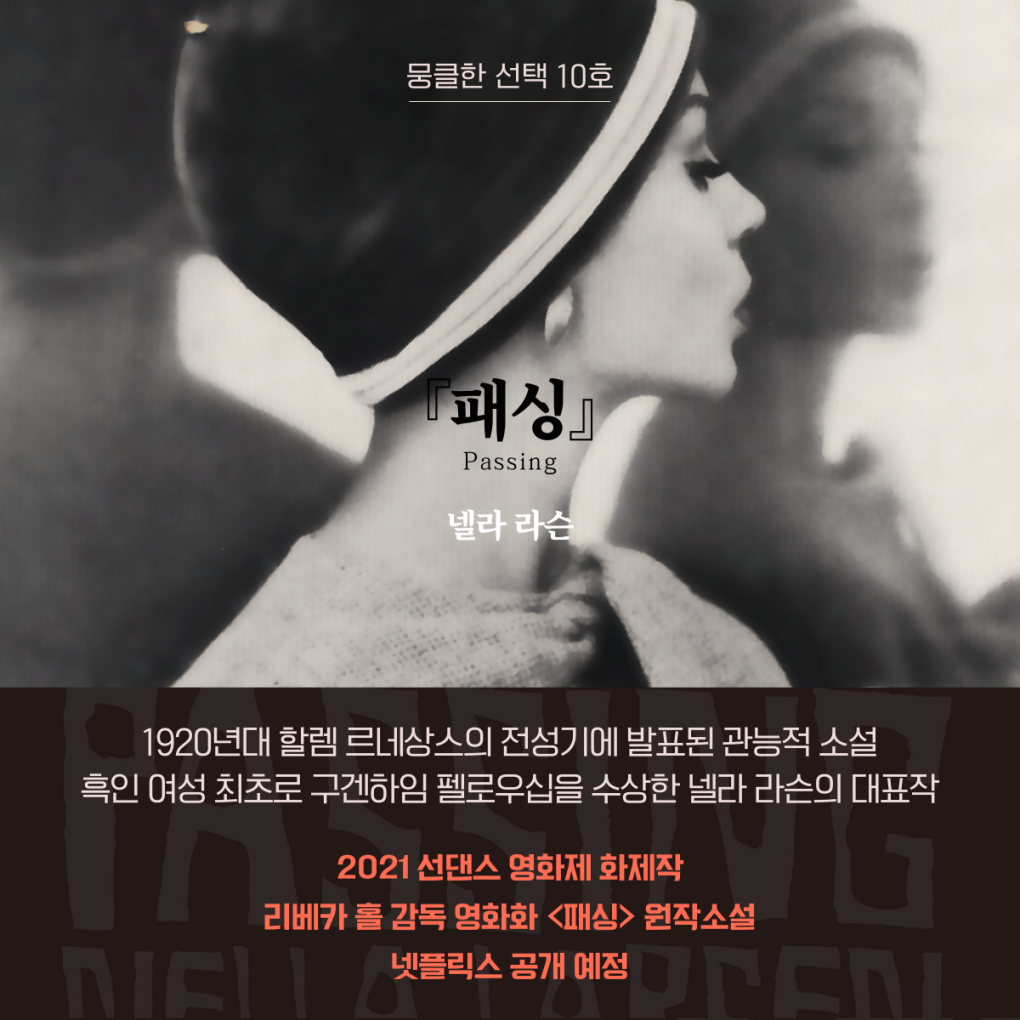 뭉클한 선택 10호
『패싱』
Passing
넬라 라슨
1920년대 할렘 르네상스의 전성기에 발표된 관능적 소설
흑인 여성 최초로 구겐하임 펠로우십을 수상한 넬라 라슨의 대표작
2021 선댄스 영화제 화제작
리베카 홀 감독 영화화 <패싱> 원작소설
넷플릭스 공개 예정
PASSING
NELLA LARSEN